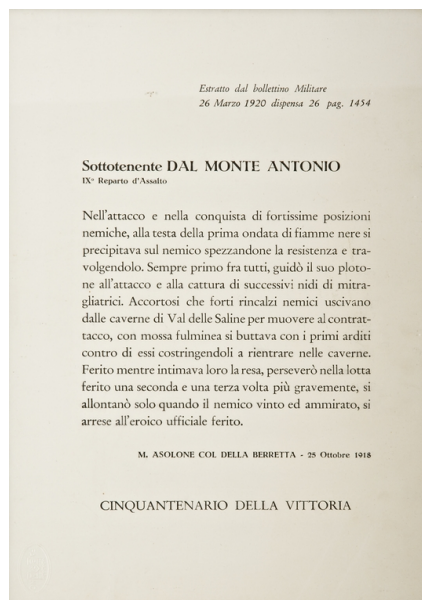 Estratto dal bollettino Militare
26 Marzo 1920 dispensa 26 pag. 1454
Sottotenente DAL MONTE ANTONIO
IXº Reparto d'Assalto
Nell'attacco e nella conquista di fortissime posizioni
nemiche, alla testa della prima ondata di fiamme nere si
precipitava sul nemico spezzandone la resistenza e tra-
volgendolo. Sempre primo fra tutti, guidò il suo ploto-
ne all'attacco e alla cattura di successivi nidi di mitra-
gliatrici. Accortosi che forti rincalzi nemici uscivano
dalle caverne di Val delle Saline per muovere al contrat-
tacco, con mossa fulminea si buttava con i primi arditi
contro di essi costringendoli a rientrare nelle caverne.
Ferito mentre intimava loro la resa, perseverò nella lotta
ferito una seconda e una terza volta più gravemente, si
allontanò solo quando il nemico vinto ed ammirato, si
arrese all'eroico ufficiale ferito.
M. ASOLONE COL DELLA BERRETTA - 25 Ottobre 1918
CINQUANTENARIO DELLA VITTORIA